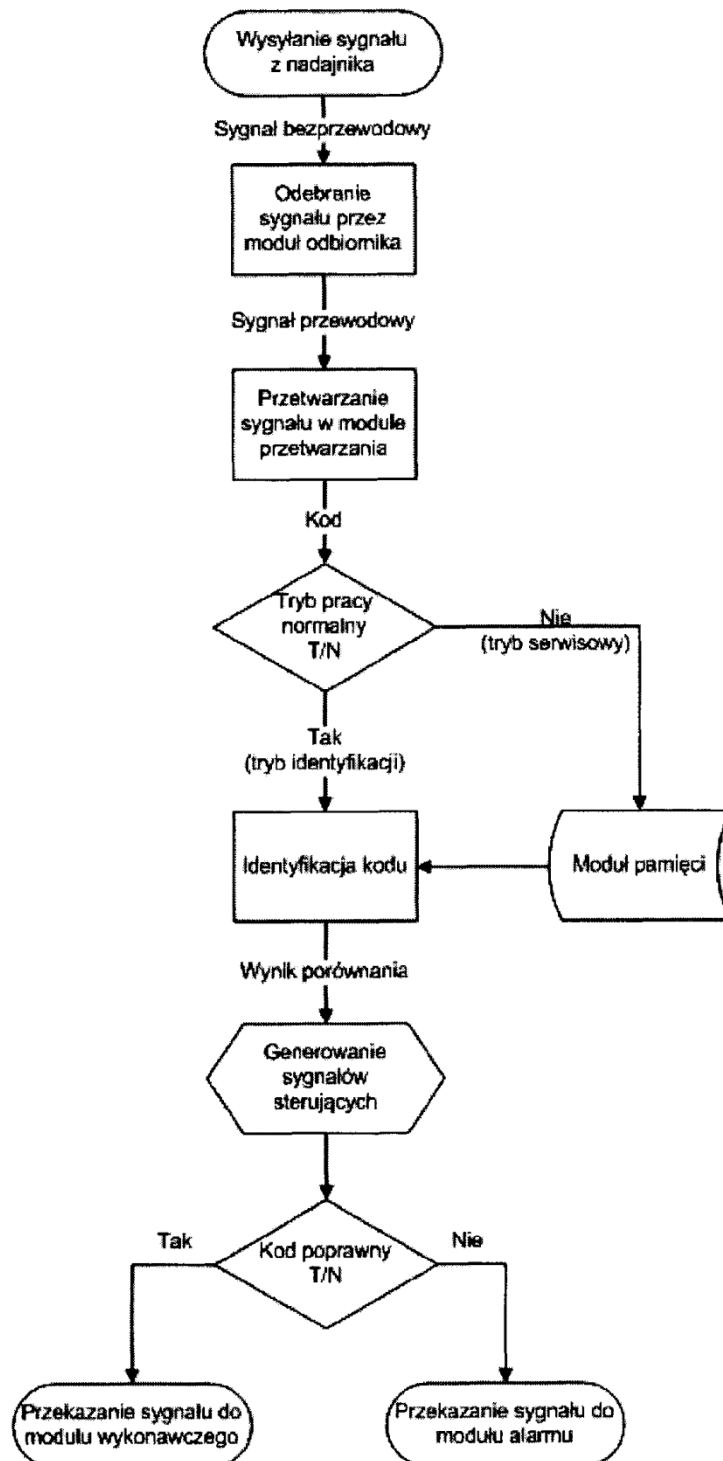 Wysyłanie sygnału
z nadajnika
Sygnał bezprzewodowy
Odebranie
sygnału przez
moduł odbiornika
Sygnał przewodowy
Przetwarzanie
sygnału w module
przetwarzania
Kod
Tryb pracy
normalny
T/N
Nie
(tryb serwisowy)
Tak
(tryb identyfikacji)
Identyfikacja kodu
Moduł pamięci
Wynik porównania
Generowanie
sygnałów
sterujących
Kod poprawny
T/N
Tak
Nie
Przekazanie sygnału do
modułu wykonawczego
Przekazanie sygnału do
modułu alarmu